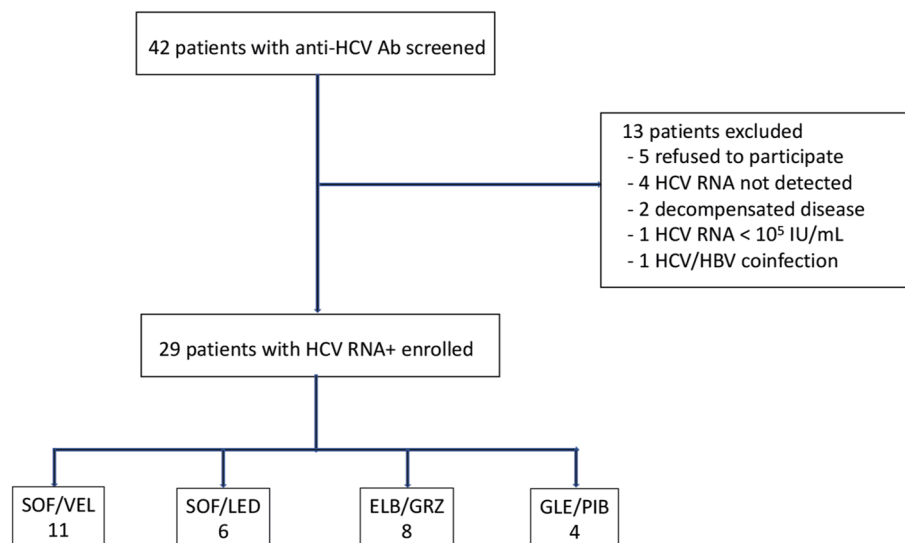 42 patients with anti-HCV Ab screened
13 patients excluded
- 5 refused to participate
- 4 HCV RNA not detected
- 2 decompensated disease
- 1 HCV RNA < 10⁵ IU/mL
- 1 HCV/HBV coinfection
29 patients with HCV RNA+ enrolled
SOF/VEL
11
SOF/LED
6
ELB/GRZ
8
GLE/PIB
4